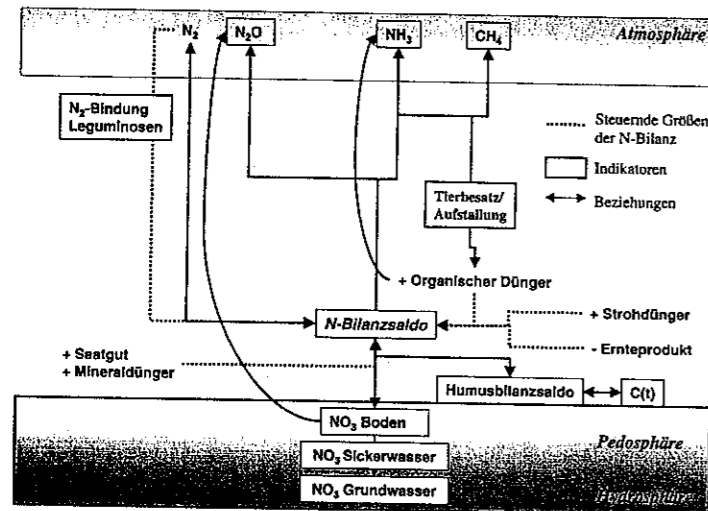 N₂
N₂O
NH₃
CH₄
Atmosphäre
N₂-Bindung
Leguminosen
Steuernde Größen
der N-Bilanz
Indikatoren
Beziehungen
Tierbesatz/
Aufstallung
+ Organischer Dünger
N-Bilanzsaldo
+ Strohdünger
- Ernteprodukt
+ Saatgut
+ Mineraldünger
Humusbilanzsaldo
C(t)
NO₃ Boden
Pedosphäre
NO₃ Sickerwasser
NO₃ Grundwasser
Hydrosphäre